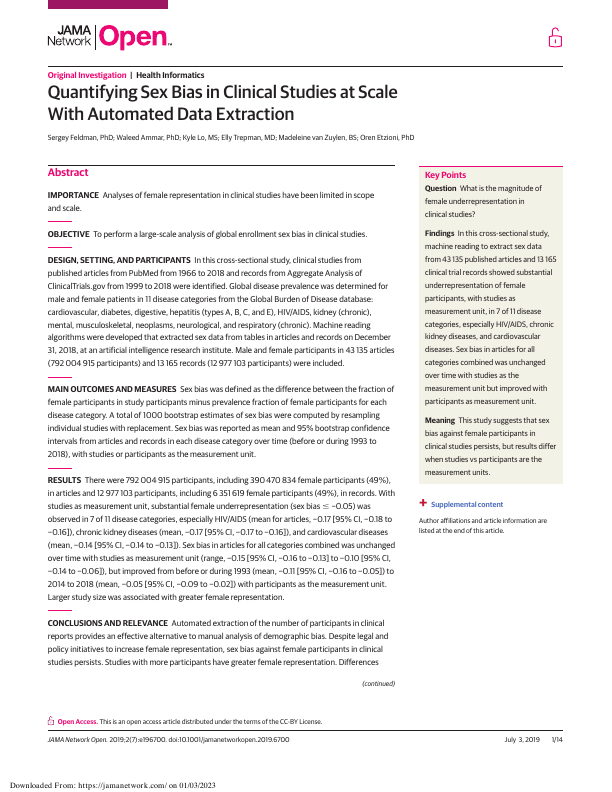 JAMA
Network
Open™
Original Investigation | Health Informatics
Quantifying Sex Bias in Clinical Studies at Scale
With Automated Data Extraction
Sergey Feldman, PhD; Waleed Ammar, PhD; Kyle Lo, MS; Elly Trepman, MD; Madeleine van Zuylen, BS; Oren Etzioni, PhD
Abstract
IMPORTANCE Analyses of female representation in clinical studies have been limited in scope
and scale.
OBJECTIVE To perform a large-scale analysis of global enrollment sex bias in clinical studies.
DESIGN, SETTING, AND PARTICIPANTS In this cross-sectional study, clinical studies from
published articles from PubMed from 1966 to 2018 and records from Aggregate Analysis of
ClinicalTrials.gov from 1999 to 2018 were identified. Global disease prevalence was determined for
male and female patients in 11 disease categories from the Global Burden of Disease database:
cardiovascular, diabetes, digestive, hepatitis (types A, B, C, and E), HIV/AIDS, kidney (chronic),
mental, musculoskeletal, neoplasms, neurological, and respiratory (chronic). Machine reading
algorithms were developed that extracted sex data from tables in articles and records on December
31, 2018, at an artificial intelligence research institute. Male and female participants in 43 135 articles
(792 004 915 participants) and 13 165 records (12 977 103 participants) were included.
MAIN OUTCOMES AND MEASURES Sex bias was defined as the difference between the fraction of
female participants in study participants minus prevalence fraction of female participants for each
disease category. A total of 1000 bootstrap estimates of sex bias were computed by resampling
individual studies with replacement. Sex bias was reported as mean and 95% bootstrap confidence
intervals from articles and records in each disease category over time (before or during 1993 to
2018), with studies or participants as the measurement unit.
RESULTS There were 792 004 915 participants, including 390 470 834 female participants (49%),
in articles and 12 977 103 participants, including 6 351 619 female participants (49%), in records. With
studies as measurement unit, substantial female underrepresentation (sex bias ≤ −0.05) was
observed in 7 of 11 disease categories, especially HIV/AIDS (mean for articles, −0.17 [95% CI, −0.18 to
−0.16]), chronic kidney diseases (mean, −0.17 [95% CI, −0.17 to −0.16]), and cardiovascular diseases
(mean, −0.14 [95% CI, −0.14 to −0.13]). Sex bias in articles for all categories combined was unchanged
over time with studies as measurement unit (range, −0.15 [95% CI, −0.16 to −0.13] to −0.10 [95% CI,
−0.14 to −0.06]), but improved from before or during 1993 (mean, −0.11 [95% CI, −0.16 to −0.05]) to
2014 to 2018 (mean, −0.05 [95% CI, −0.09 to −0.02]) with participants as the measurement unit.
Larger study size was associated with greater female representation.
CONCLUSIONS AND RELEVANCE Automated extraction of the number of participants in clinical
reports provides an effective alternative to manual analysis of demographic bias. Despite legal and
policy initiatives to increase female representation, sex bias against female participants in clinical
studies persists. Studies with more participants have greater female representation. Differences
(continued)
Key Points
Question What is the magnitude of
female underrepresentation in
clinical studies?
Findings In this cross-sectional study,
machine reading to extract sex data
from 43 135 published articles and 13 165
clinical trial records showed substantial
underrepresentation of female
participants, with studies as
measurement unit, in 7 of 11 disease
categories, especially HIV/AIDS, chronic
kidney diseases, and cardiovascular
diseases. Sex bias in articles for all
categories combined was unchanged
over time with studies as the
measurement unit but improved with
participants as measurement unit.
Meaning This study suggests that sex
bias against female participants in
clinical studies persists, but results differ
when studies vs participants are the
measurement units.
+ Supplemental content
Author affiliations and article information are
listed at the end of this article.
Open Access. This is an open access article distributed under the terms of the CC-BY License.
JAMA Network Open. 2019;2(7):e196700. doi:10.1001/jamanetworkopen.2019.6700
July 3, 2019 1/14
Downloaded From: https://jamanetwork.com/ on 01/03/2023